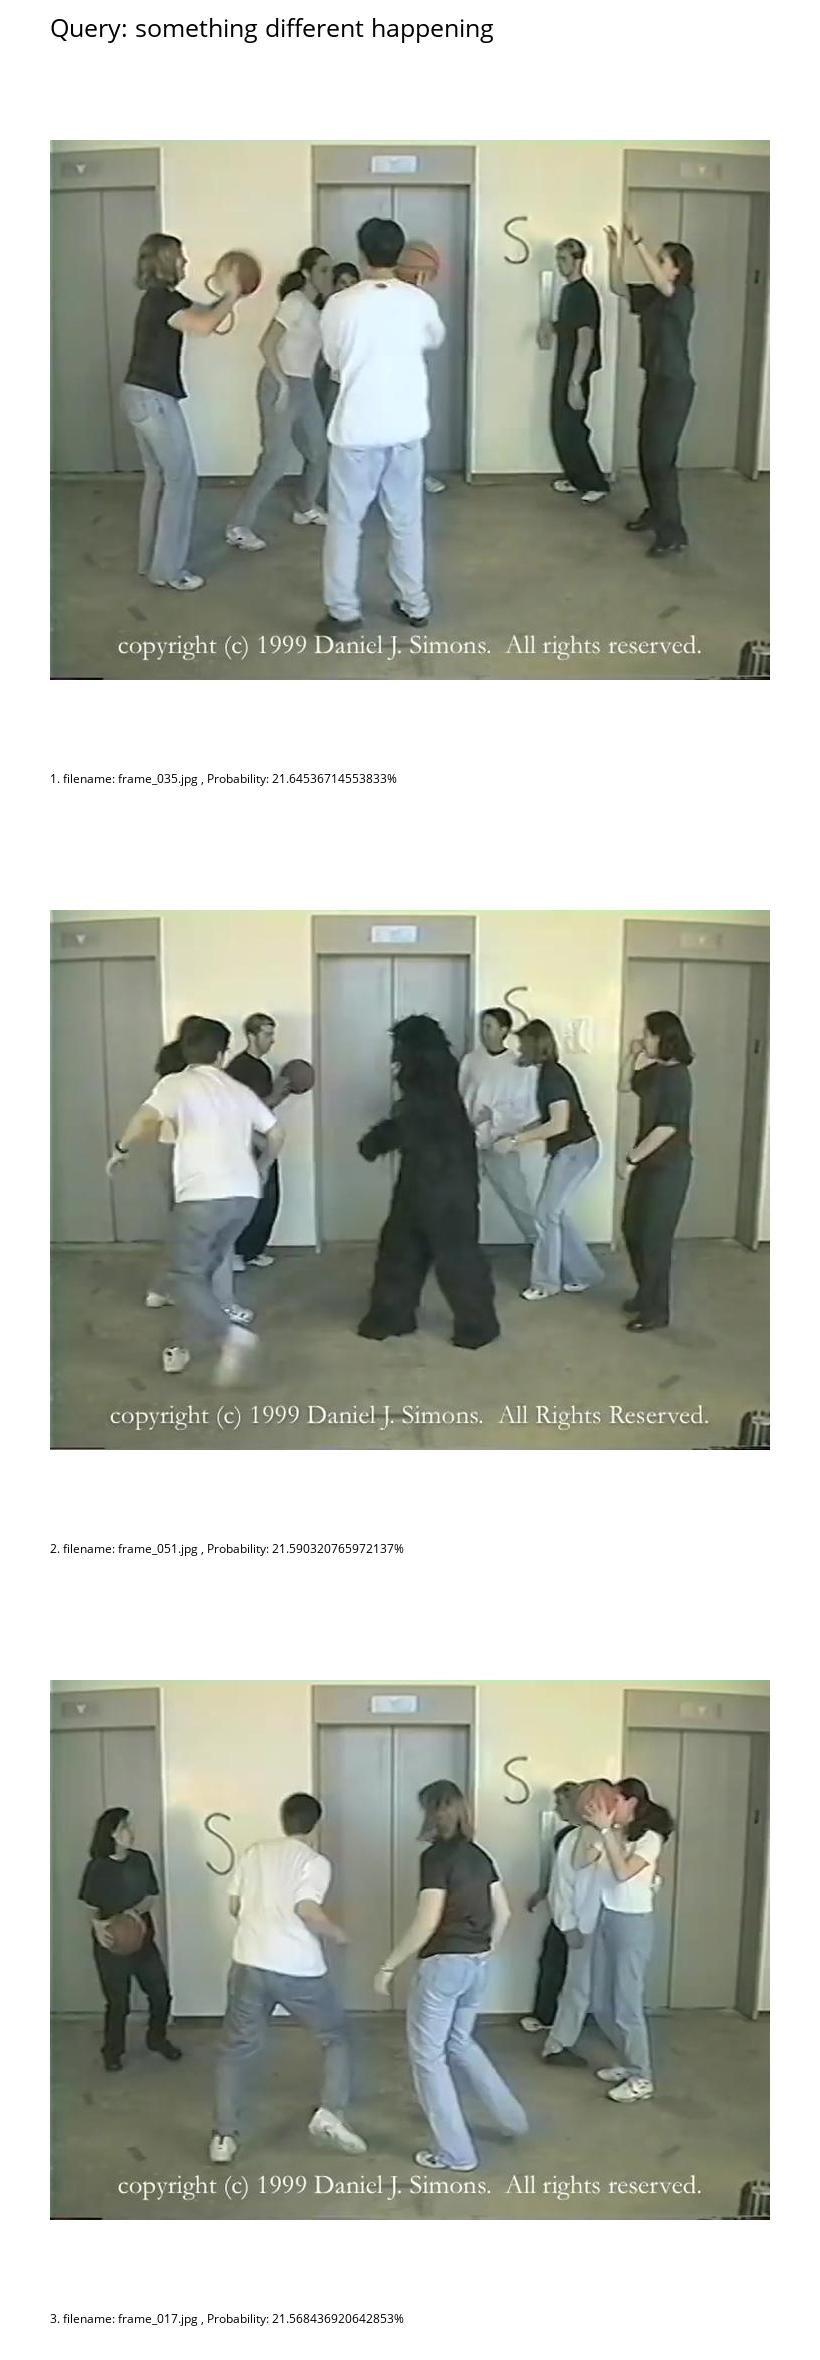 Query: something different happening
S
copyright (c) 1999 Daniel J. Simons. All rights reserved.
1. filename: frame_035.jpg , Probability: 21.64536714553833%
S
copyright (c) 1999 Daniel J. Simons. All Rights Reserved.
2. filename: frame_051.jpg , Probability: 21.590320765972137%
S
S
copyright (c) 1999 Daniel J. Simons. All rights reserved.
3. filename: frame_017.jpg , Probability: 21.568436920642853%